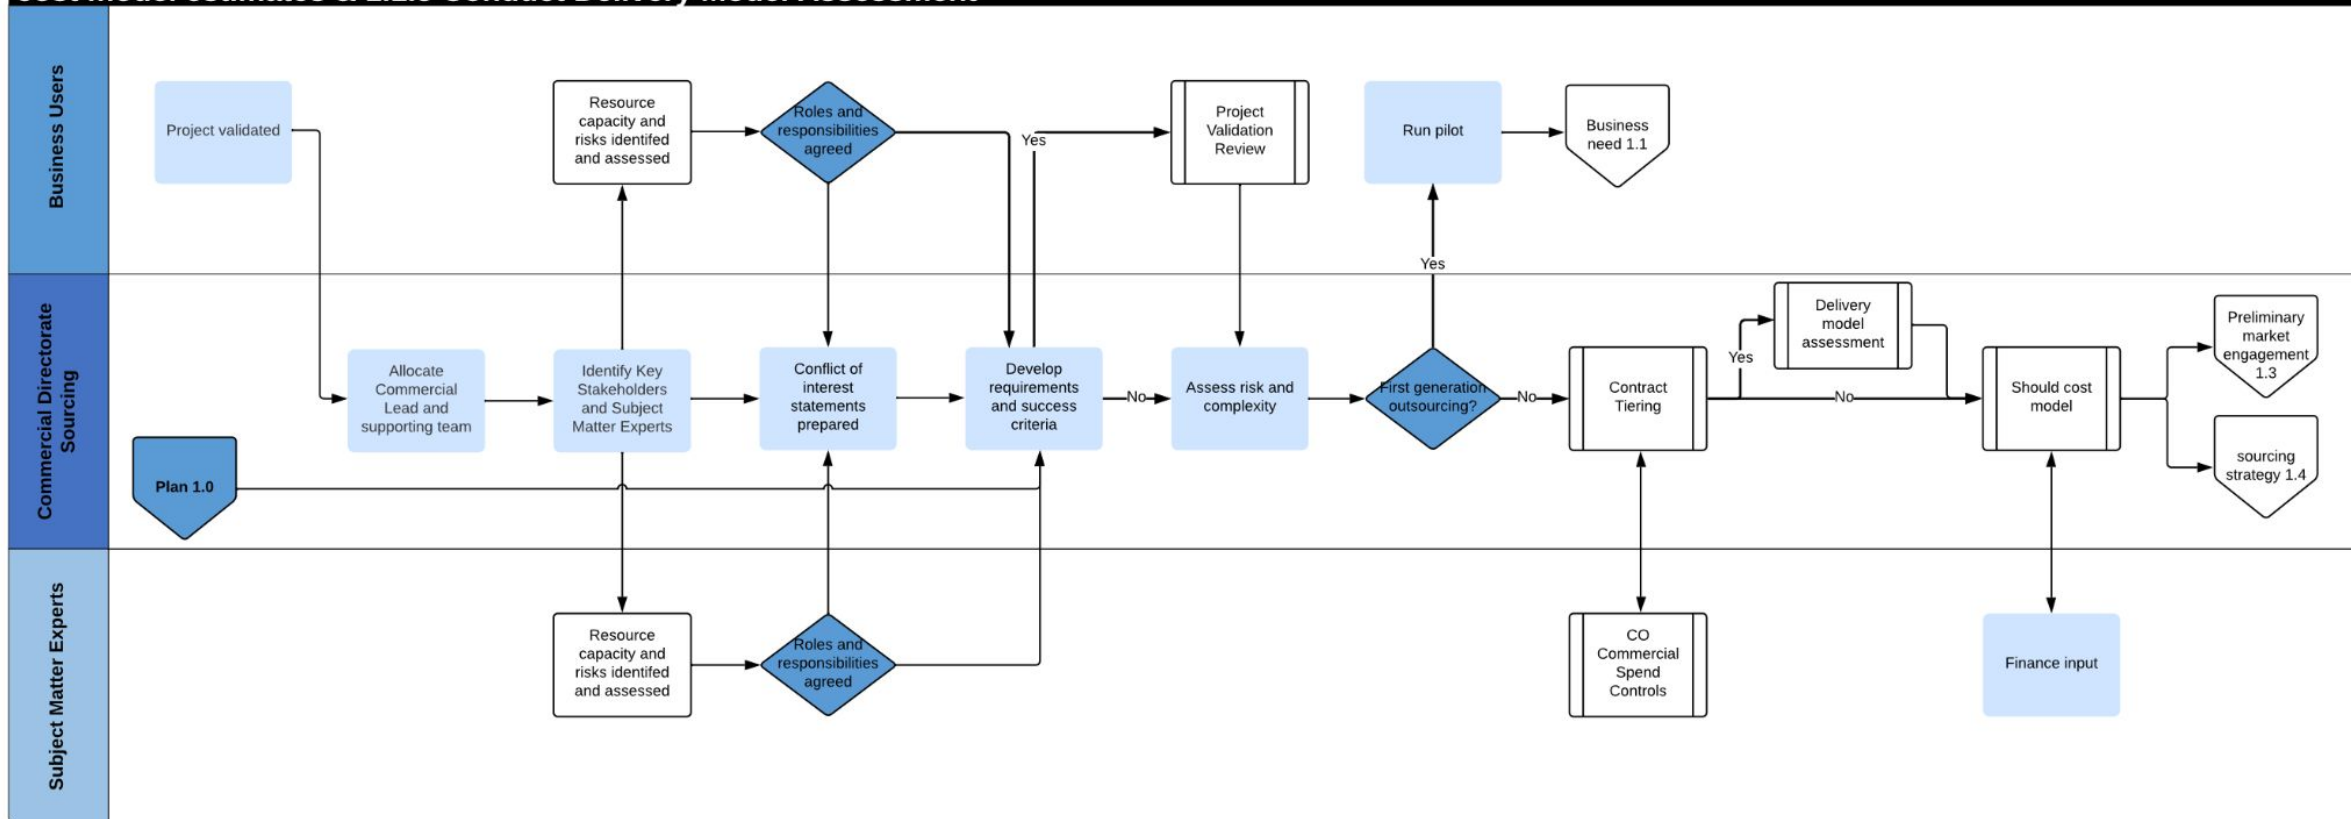 Business Users
Project validated
Resource
capacity and
risks identifed
and assessed
Roles and
responsibilities
agreed
Yes
Project
Validation
Review
Run pilot
Business
need 1.1
Yes
Commercial Directorate
Sourcing
Plan 1.0
Allocate
Commercial
Lead and
supporting team
Identify Key
Stakeholders
and Subject
Matter Experts
Conflict of
interest
statements
prepared
Develop
requirements
and success
criteria
No
Assess risk and
complexity
First generation
outsourcing?
No
Contract
Tiering
Yes
Delivery
model
assessment
No
Should cost
model
Preliminary
market
engagement
1.3
sourcing
strategy 1.4
Subject Matter Experts
Resource
capacity and
risks identifed
and assessed
Roles and
responsibilities
agreed
CO
Commercial
Spend
Controls
Finance input